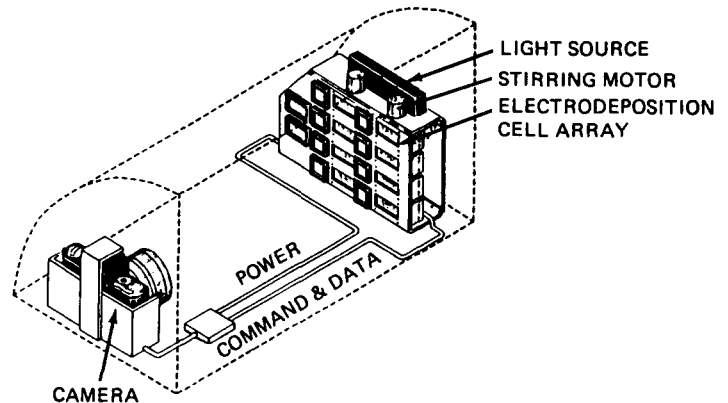 LIGHT SOURCE
STIRRING MOTOR
ELECTRODEPOSITION
CELL ARRAY
POWER
COMMAND & DATA
CAMERA